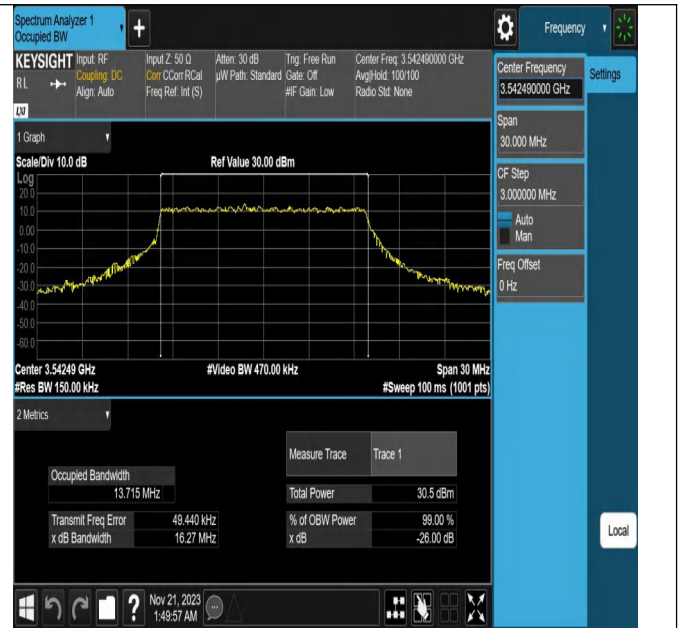 Spectrum Analyzer 1
Occupied BW
+
Frequency
KEYSIGHT
RL
LXI
Input: RF
Coupling: DC
Align: Auto
Input Z: 50 Ω
Corr CCorr RCal
Freq Ref: Int (S)
Atten: 30 dB
µW Path: Standard
Trig: Free Run
Gate: Off
#IF Gain: Low
Center Freq: 3.542490000 GHz
Avg|Hold: 100/100
Radio Std: None
Center Frequency
3.542490000 GHz
Settings
Span
30.000 MHz
CF Step
3.000000 MHz
Auto
Man
Freq Offset
0 Hz
Local
1 Graph
Scale/Div 10.0 dB
Ref Value 30.00 dBm
Log
20.0
10.0
0.00
-10.0
-20.0
-30.0
-40.0
-50.0
-60.0
Center 3.54249 GHz
#Video BW 470.00 kHz
Span 30 MHz
#Res BW 150.00 kHz
#Sweep 100 ms (1001 pts)
2 Metrics
Measure Trace
Trace 1
Occupied Bandwidth
13.715 MHz
Total Power
30.5 dBm
Transmit Freq Error
49.440 kHz
% of OBW Power
99.00 %
x dB Bandwidth
16.27 MHz
x dB
-26.00 dB
?
Nov 21, 2023
1:49:57 AM